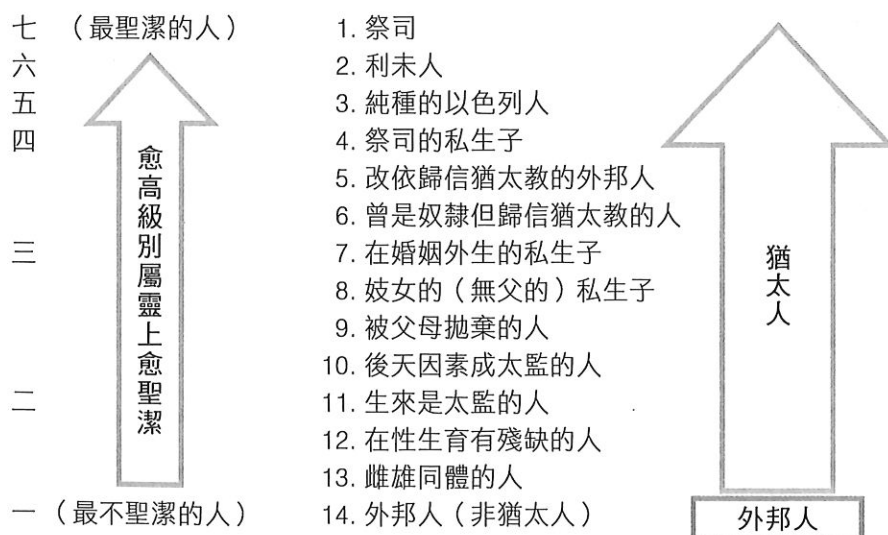 七 （最聖潔的人） 1. 祭司
六 2. 利未人
五 3. 純種的以色列人
四 4. 祭司的私生子
5. 改依歸信猶太教的外邦人
6. 曾是奴隸但歸信猶太教的人
三 7. 在婚姻外生的私生子
8. 妓女的（無父的）私生子
9. 被父母拋棄的人
10. 後天因素成太監的人
二 11. 生來是太監的人
12. 在性生育有殘缺的人
13. 雌雄同體的人
一（最不聖潔的人） 14. 外邦人（非猶太人）
愈高級別屬靈上愈聖潔
猶太人
外邦人